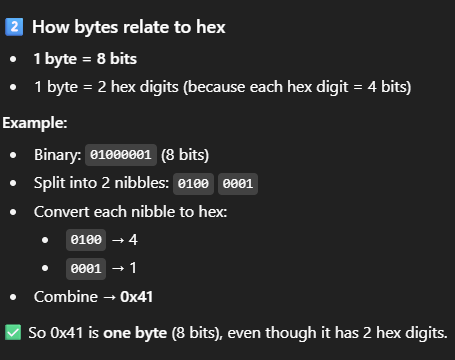 2️⃣ How bytes relate to hex
• 1 byte = 8 bits
• 1 byte = 2 hex digits (because each hex digit = 4 bits)
Example:
• Binary: 01000001 (8 bits)
• Split into 2 nibbles: 0100 0001
• Convert each nibble to hex:
• 0100 → 4
• 0001 → 1
• Combine → 0x41
✅ So 0x41 is one byte (8 bits), even though it has 2 hex digits.